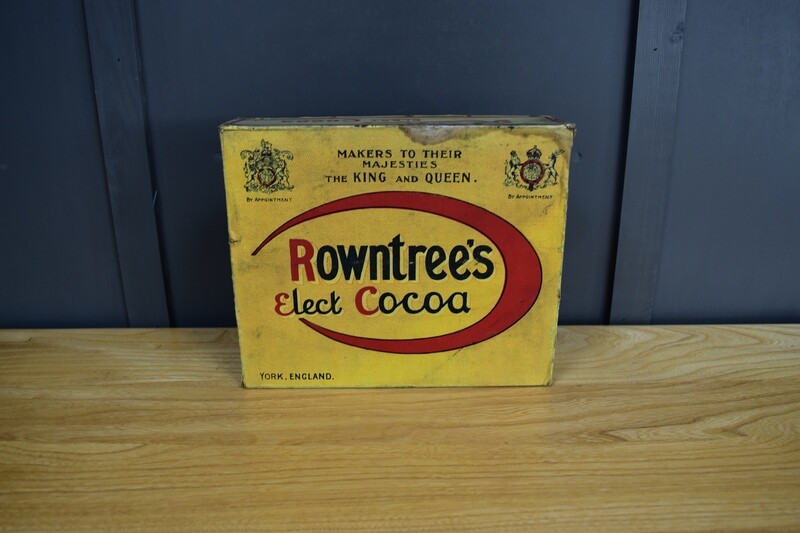 MAKERS TO THEIR
MAJESTIES
THE KING AND QUEEN.
BY APPOINTMENT
BY APPOINTMENT
Rowntree's
Elect Cocoa
YORK, ENGLAND.